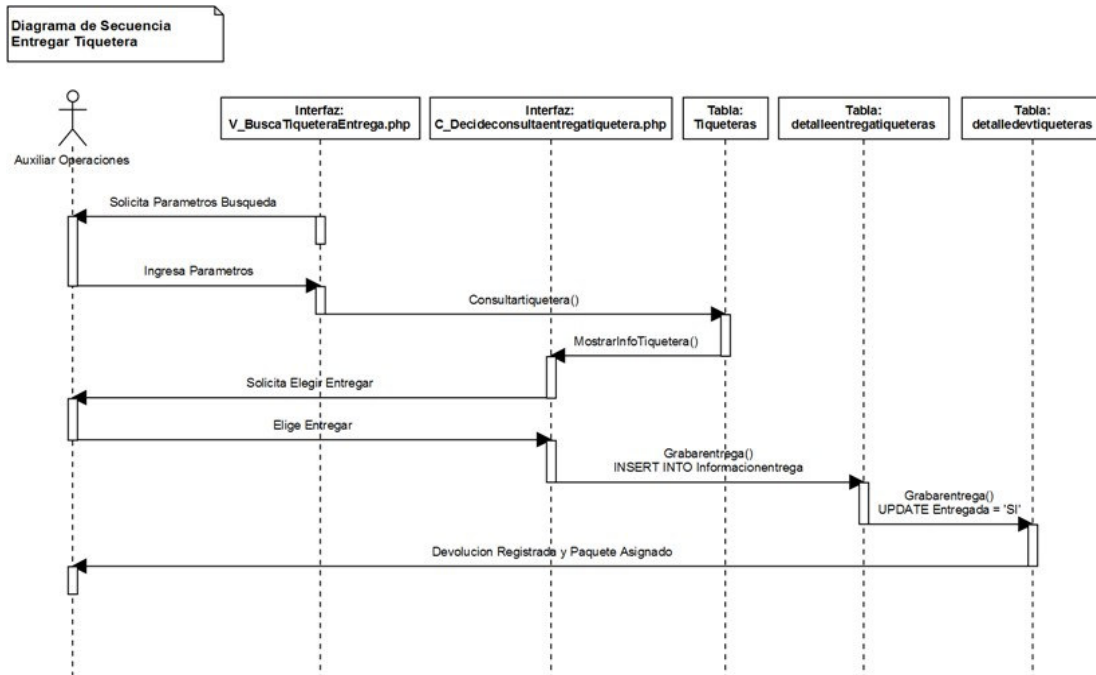 Diagrama de Secuencia
Entregar Tiquetera
Auxiliar Operaciones
Interfaz:
V_BuscaTiqueteraEntrega.php
Interfaz:
C_Decideconsultaentregatiquetera.php
Tabla:
Tiqueteras
Tabla:
detalleentregatiqueteras
Tabla:
detalledevtiqueteras
Solicita Parametros Busqueda
Ingresa Parametros
Consultartiquetera()
MostrarInfoTiquetera()
Solicita Elegir Entregar
Elige Entregar
Grabarentrega()
INSERT INTO Informacionentrega
Grabarentrega()
UPDATE Entregada = 'SI'
Devolucion Registrada y Paquete Asignado